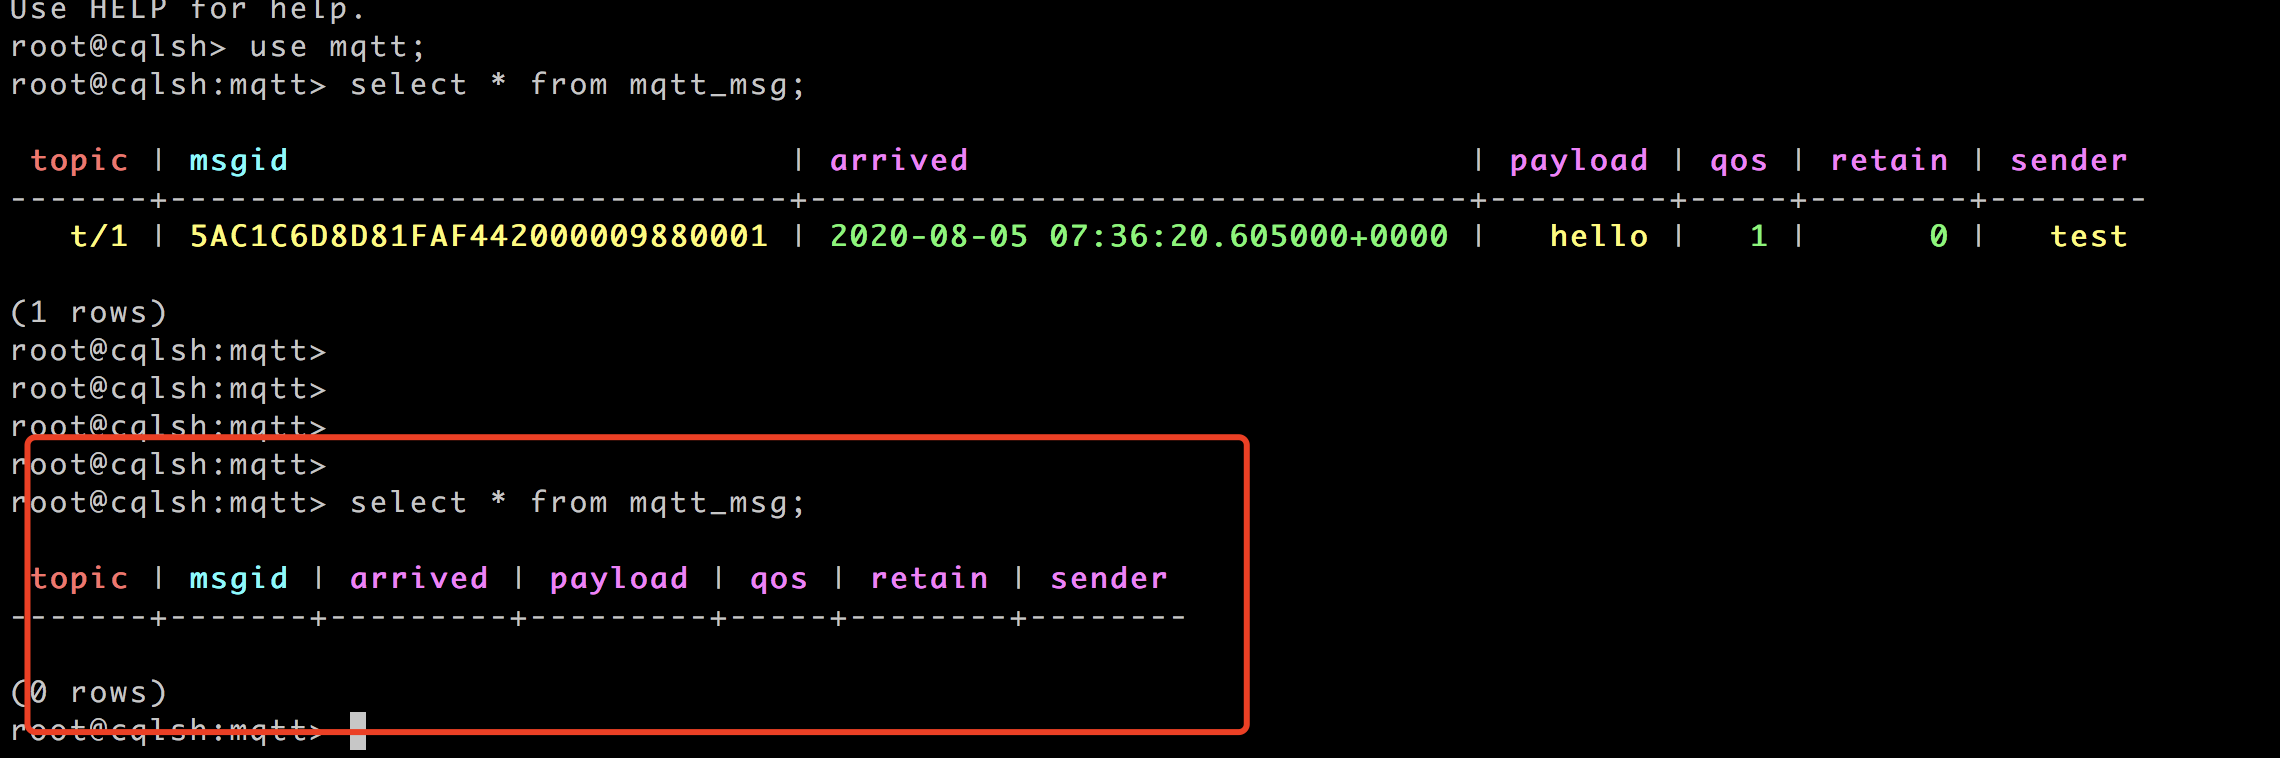 Use HELP for help.
root@cqlsh> use mqtt;
root@cqlsh:mqtt> select * from mqtt_msg;
topic | msgid | arrived | payload | qos | retain | sender
-------+-------------------------------+---------------------------------+---------+-----+--------+--------
t/1 | 5AC1C6D8D81FAF442000009880001 | 2020-08-05 07:36:20.605000+0000 | hello | 1 | 0 | test
(1 rows)
root@cqlsh:mqtt>
root@cqlsh:mqtt>
root@cqlsh:mqtt>
root@cqlsh:mqtt>
root@cqlsh:mqtt> select * from mqtt_msg;
topic | msgid | arrived | payload | qos | retain | sender
-------+-------+---------+---------+-----+--------+--------
(0 rows)
root@cqlsh:mqtt>